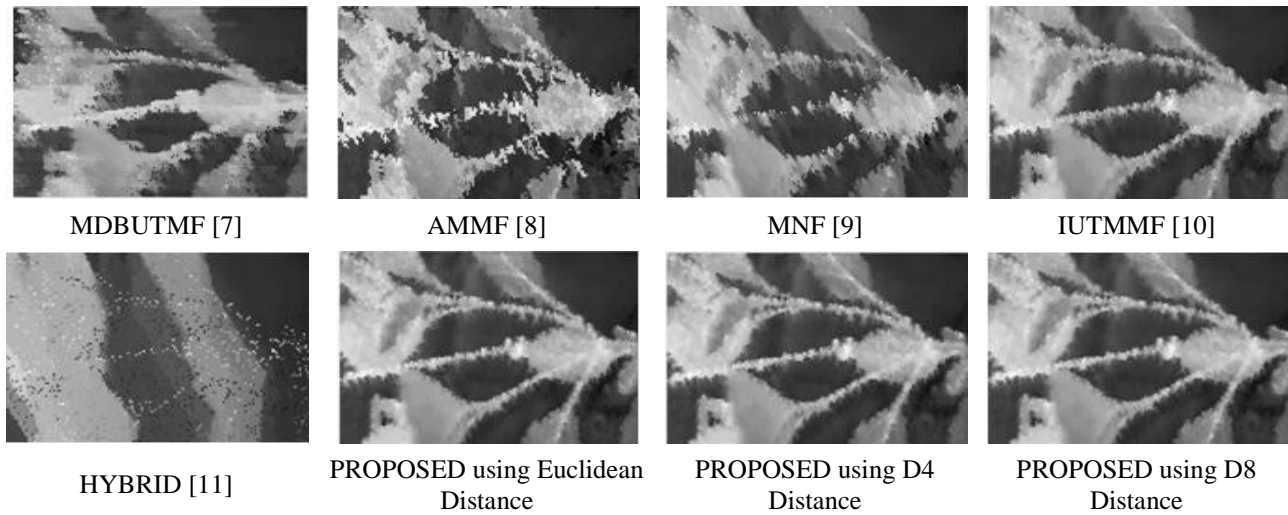 MDBUTMF [7]
AMMF [8]
MNF [9]
IUTMMF [10]
HYBRID [11]
PROPOSED using Euclidean
Distance
PROPOSED using D4
Distance
PROPOSED using D8
Distance